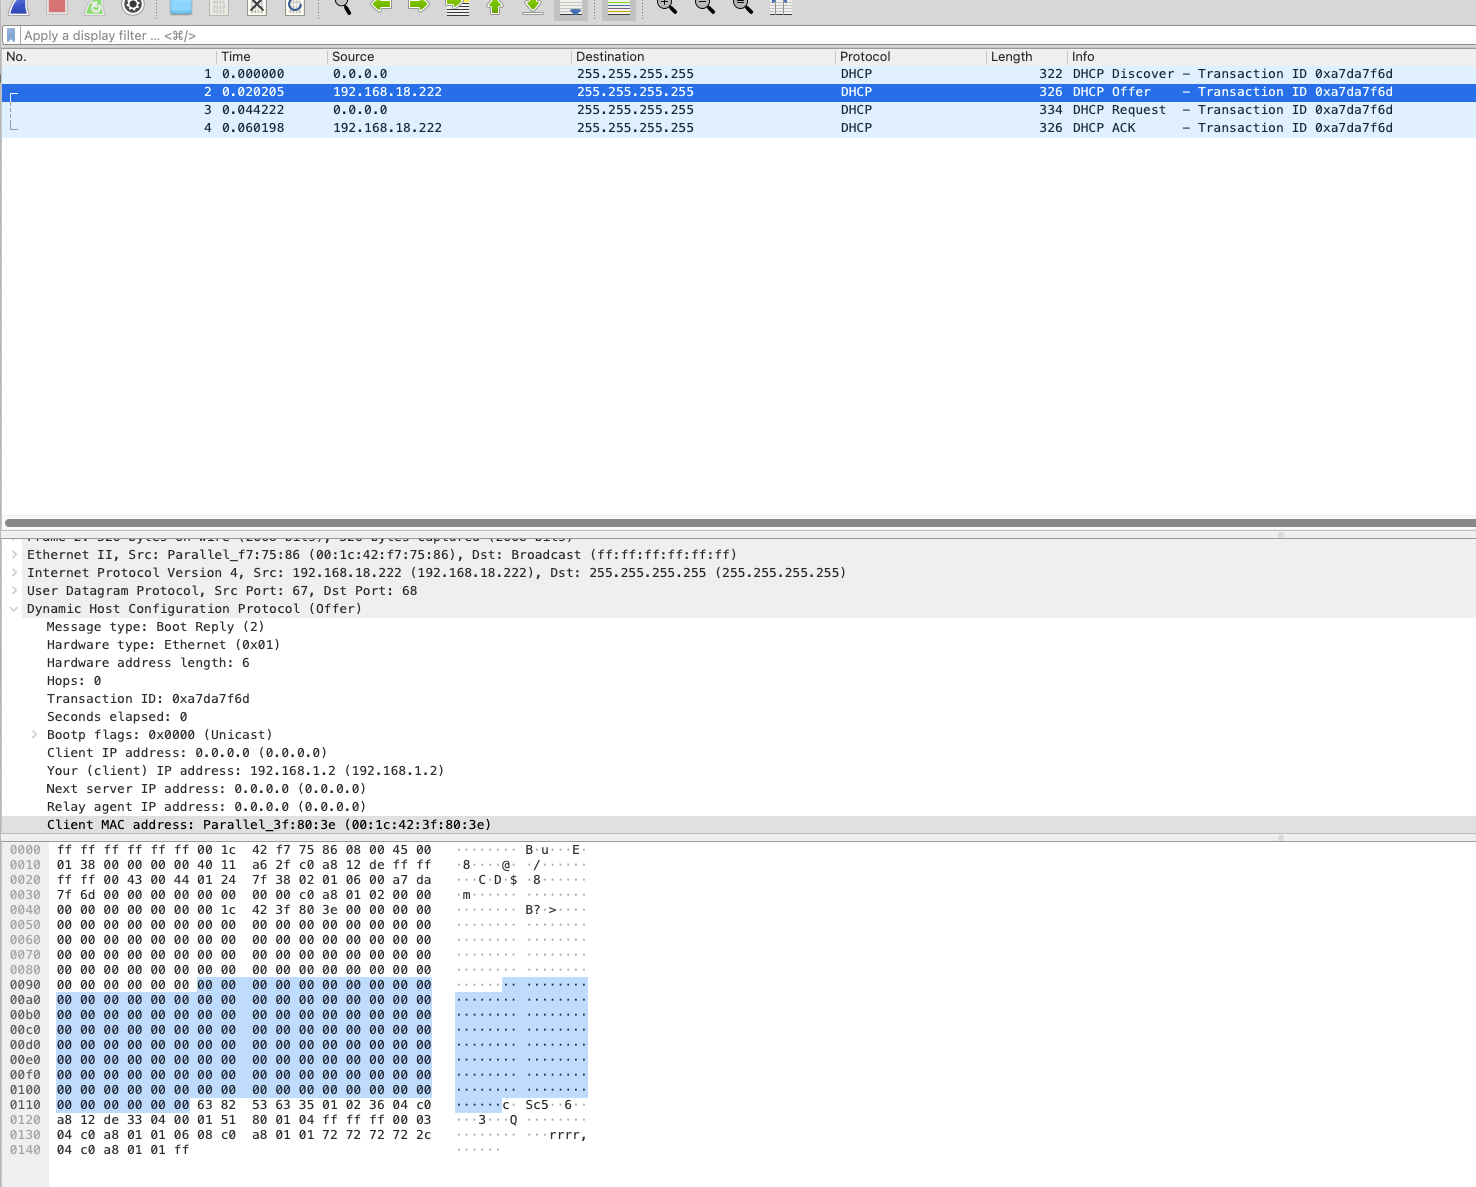 Apply a display filter ... <⌘/>
No. Time Source Destination Protocol Length Info
1 0.000000 0.0.0.0 255.255.255.255 DHCP 322 DHCP Discover – Transaction ID 0xa7da7f6d
2 0.020205 192.168.18.222 255.255.255.255 DHCP 326 DHCP Offer – Transaction ID 0xa7da7f6d
3 0.044222 0.0.0.0 255.255.255.255 DHCP 334 DHCP Request – Transaction ID 0xa7da7f6d
4 0.060198 192.168.18.222 255.255.255.255 DHCP 326 DHCP ACK – Transaction ID 0xa7da7f6d
Frame 2: 326 bytes on wire (2608 bits), 326 bytes captured (2608 bits)
Ethernet II, Src: Parallel_f7:75:86 (00:1c:42:f7:75:86), Dst: Broadcast (ff:ff:ff:ff:ff:ff)
Internet Protocol Version 4, Src: 192.168.18.222 (192.168.18.222), Dst: 255.255.255.255 (255.255.255.255)
User Datagram Protocol, Src Port: 67, Dst Port: 68
Dynamic Host Configuration Protocol (Offer)
Message type: Boot Reply (2)
Hardware type: Ethernet (0x01)
Hardware address length: 6
Hops: 0
Transaction ID: 0xa7da7f6d
Seconds elapsed: 0
Bootp flags: 0x0000 (Unicast)
Client IP address: 0.0.0.0 (0.0.0.0)
Your (client) IP address: 192.168.1.2 (192.168.1.2)
Next server IP address: 0.0.0.0 (0.0.0.0)
Relay agent IP address: 0.0.0.0 (0.0.0.0)
Client MAC address: Parallel_3f:80:3e (00:1c:42:3f:80:3e)
0000 ff ff ff ff ff ff 00 1c 42 f7 75 86 08 00 45 00 ········ B·u···E·
0010 01 38 00 00 00 00 40 11 a6 2f c0 a8 12 de ff ff ·8····@· ·/······
0020 ff ff 00 43 00 44 01 24 7f 38 02 01 06 00 a7 da ···C·D·$ ·8······
0030 7f 6d 00 00 00 00 00 00 00 00 c0 a8 01 02 00 00 ·m······ ········
0040 00 00 00 00 00 00 00 1c 42 3f 80 3e 00 00 00 00 ········ B?·>····
0050 00 00 00 00 00 00 00 00 00 00 00 00 00 00 00 00 ········ ········
0060 00 00 00 00 00 00 00 00 00 00 00 00 00 00 00 00 ········ ········
0070 00 00 00 00 00 00 00 00 00 00 00 00 00 00 00 00 ········ ········
0080 00 00 00 00 00 00 00 00 00 00 00 00 00 00 00 00 ········ ········
0090 00 00 00 00 00 00 00 00 00 00 00 00 00 00 00 00 ········ ········
00a0 00 00 00 00 00 00 00 00 00 00 00 00 00 00 00 00 ········ ········
00b0 00 00 00 00 00 00 00 00 00 00 00 00 00 00 00 00 ········ ········
00c0 00 00 00 00 00 00 00 00 00 00 00 00 00 00 00 00 ········ ········
00d0 00 00 00 00 00 00 00 00 00 00 00 00 00 00 00 00 ········ ········
00e0 00 00 00 00 00 00 00 00 00 00 00 00 00 00 00 00 ········ ········
00f0 00 00 00 00 00 00 00 00 00 00 00 00 00 00 00 00 ········ ········
0100 00 00 00 00 00 00 00 00 00 00 00 00 00 00 00 00 ········ ········
0110 00 00 00 00 00 00 63 82 53 63 35 01 02 36 04 c0 ······c· Sc5··6··
0120 a8 12 de 33 04 00 01 51 80 01 04 ff ff ff 00 03 ···3···Q ········
0130 04 c0 a8 01 01 06 08 c0 a8 01 01 72 72 72 72 2c ········ ···rrrr,
0140 04 c0 a8 01 01 ff ······